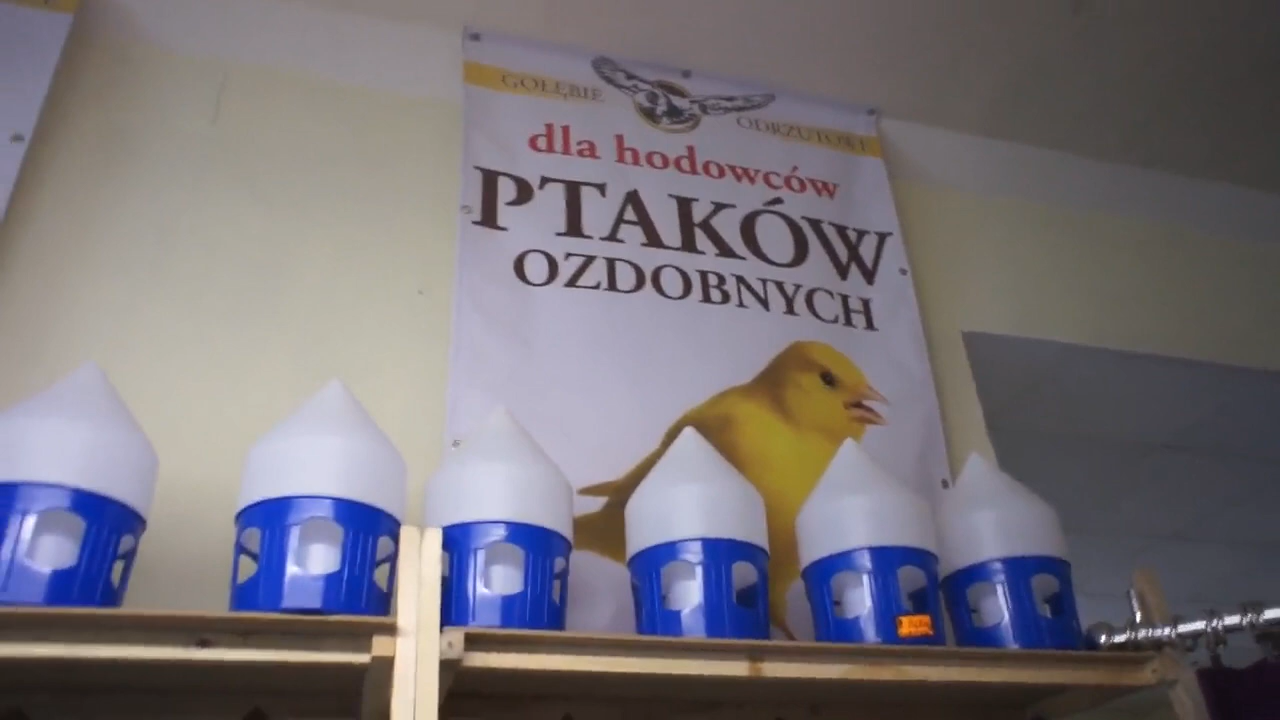 GOŁĘBIE
ODRZUTOWE
dla hodowców
PTAKÓW
OZDOBNYCH